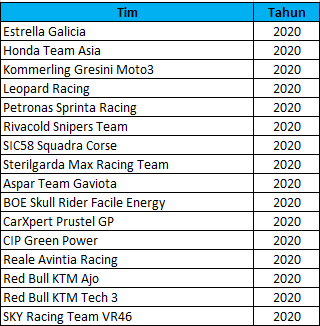 Tim Tahun
Estrella Galicia 2020
Honda Team Asia 2020
Kommerling Gresini Moto3 2020
Leopard Racing 2020
Petronas Sprinta Racing 2020
Rivacold Snipers Team 2020
SIC58 Squadra Corse 2020
Sterilgarda Max Racing Team 2020
Aspar Team Gaviota 2020
BOE Skull Rider Facile Energy 2020
CarXpert Prustel GP 2020
CIP Green Power 2020
Reale Avintia Racing 2020
Red Bull KTM Ajo 2020
Red Bull KTM Tech 3 2020
SKY Racing Team VR46 2020